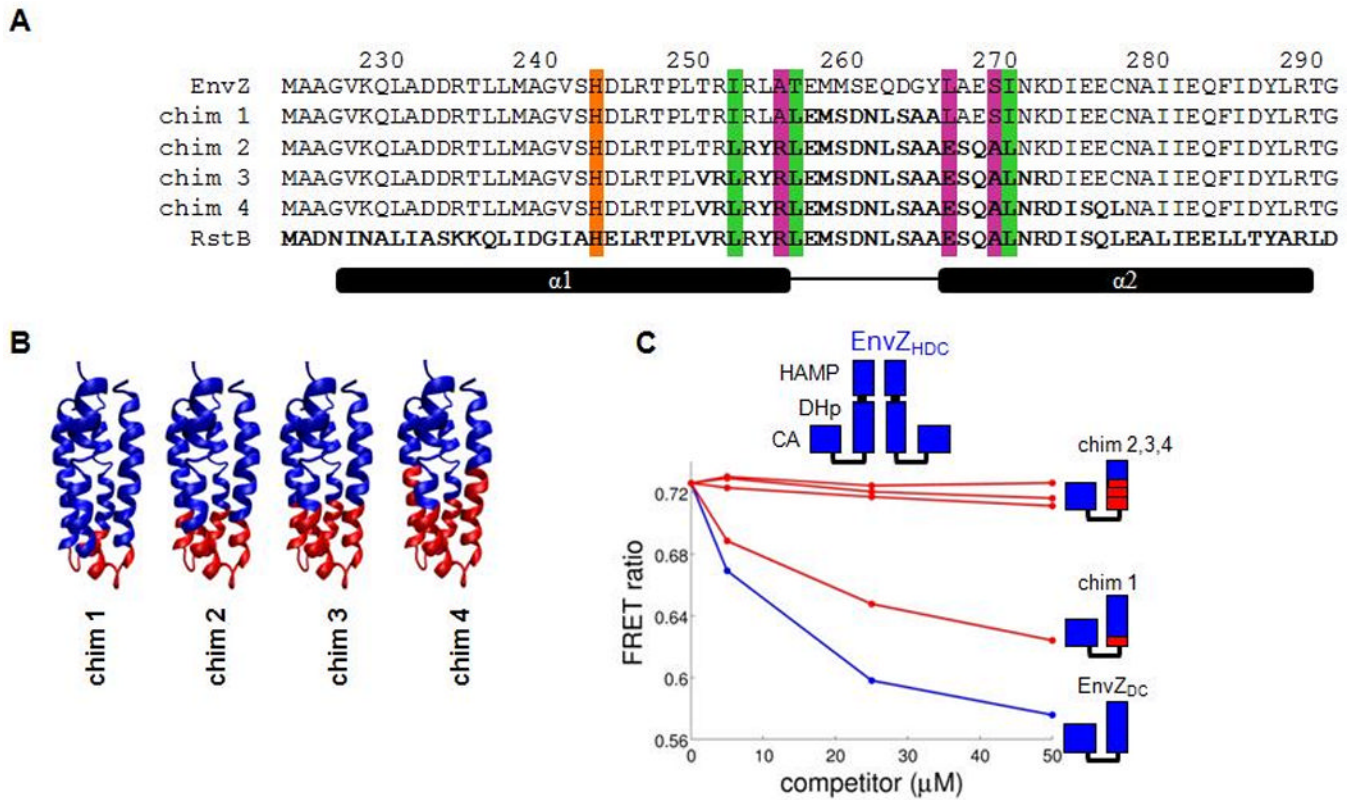 A
230 240 250 260 270 280 290
EnvZ MAAGVKQLADDRTLLMAGVSHDLRTPLTRIRLATEMMSEQDGYLAESINKDIEECNAIIEQFIDYLRTG
chim 1 MAAGVKQLADDRTLLMAGVSHDLRTPLTRIRLALEMSDNLSAALAESINKDIEECNAIIEQFIDYLRTG
chim 2 MAAGVKQLADDRTLLMAGVSHDLRTPLTRLRYRLEMSDNLSAAESQALNKDIEECNAIIEQFIDYLRTG
chim 3 MAAGVKQLADDRTLLMAGVSHDLRTPLVRLRYRLEMSDNLSAAESQALNRDIEECNAIIEQFIDYLRTG
chim 4 MAAGVKQLADDRTLLMAGVSHDLRTPLVRLRYRLEMSDNLSAAESQALNRDISQLNAIIEQFIDYLRTG
RstB MADNINALIASKKQLIDGIAHELRTPLVRLRYRLEMSDNLSAAESQALNRDISQLEALIEELLTYARLD
α1 α2
B
chim 1
chim 2
chim 3
chim 4
C
EnvZHDC
HAMP
DHp
CA
chim 2,3,4
chim 1
EnvZDC
FRET ratio
0.72
0.68
0.64
0.6
0.56
0 10 20 30 40 50
competitor (μM)